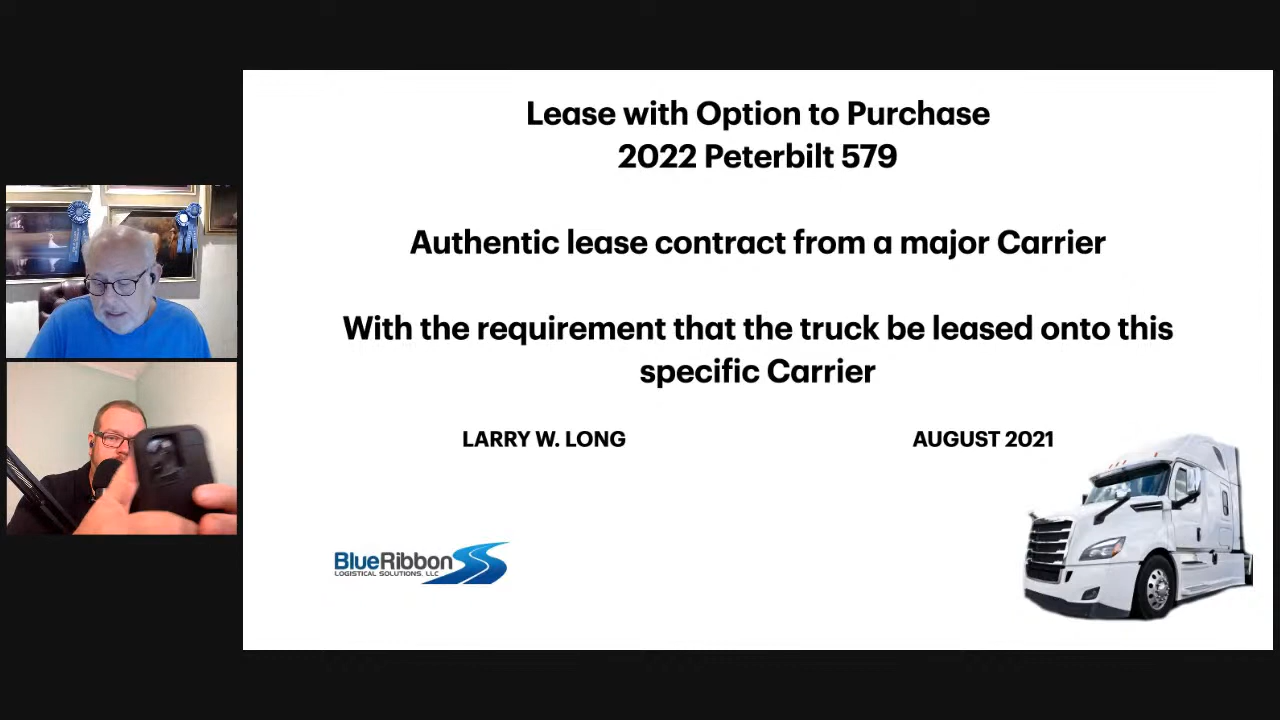 Lease with Option to Purchase
2022 Peterbilt 579
Authentic lease contract from a major Carrier
With the requirement that the truck be leased onto this
specific Carrier
LARRY W. LONG
AUGUST 2021
BlueRibbon
LOGISTICAL SOLUTIONS, LLC